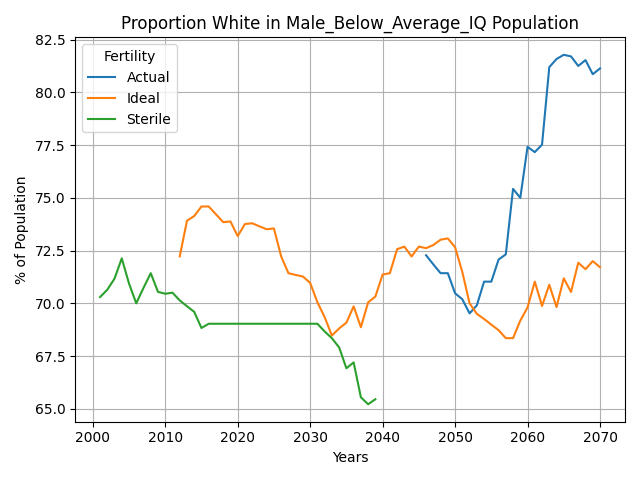 Proportion White in Male_Below_Average_IQ Population
Fertility
Actual
Ideal
Sterile
% of Population
82.5
80.0
77.5
75.0
72.5
70.0
67.5
65.0
2000 2010 2020 2030 2040 2050 2060 2070
Years